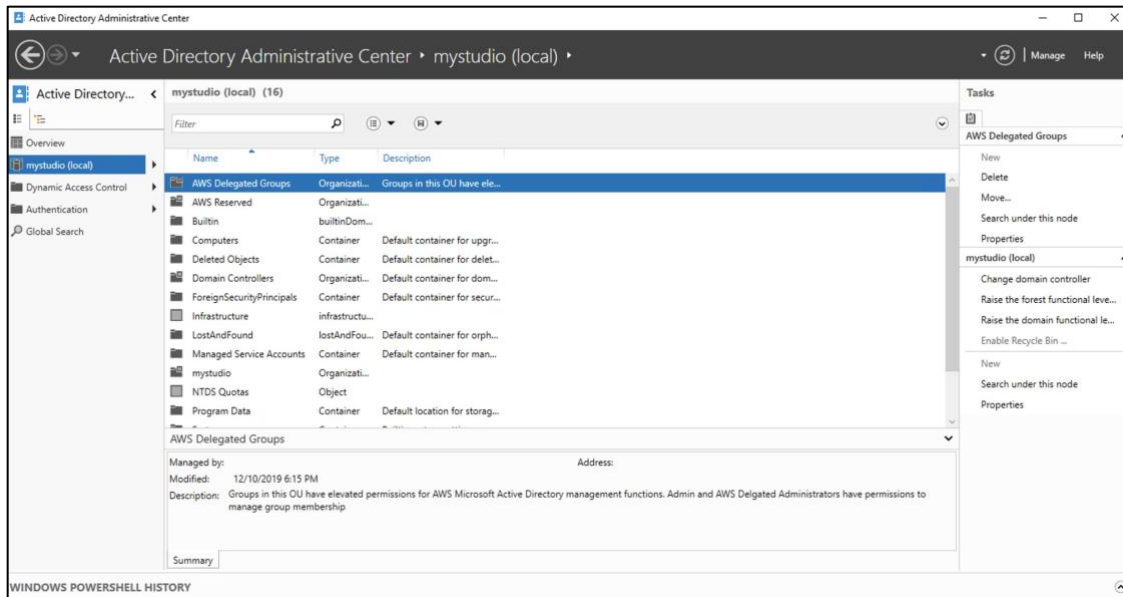 Active Directory Administrative Center
Active Directory Administrative Center • mystudio (local) •
Manage
Help
Active Directory...
Overview
mystudio (local)
Dynamic Access Control
Authentication
Global Search
mystudio (local) (16)
Filter
Name Type Description
AWS Delegated Groups Organizati... Groups in this OU have ele...
AWS Reserved Organizati...
Builtin builtinDom...
Computers Container Default container for upgr...
Deleted Objects Container Default container for delet...
Domain Controllers Organizati... Default container for dom...
ForeignSecurityPrincipals Container Default container for secur...
Infrastructure infrastructu...
LostAndFound lostAndFou... Default container for orph...
Managed Service Accounts Container Default container for man...
mystudio Organizati...
NTDS Quotas Object
Program Data Container Default location for storag...
AWS Delegated Groups
Managed by: Address:
Modified: 12/10/2019 6:15 PM
Description: Groups in this OU have elevated permissions for AWS Microsoft Active Directory management functions. Admin and AWS Delgated Administrators have permissions to
manage group membership
Summary
Tasks
AWS Delegated Groups
New
Delete
Move...
Search under this node
Properties
mystudio (local)
Change domain controller
Raise the forest functional leve...
Raise the domain functional le...
Enable Recycle Bin ...
New
Search under this node
Properties
WINDOWS POWERSHELL HISTORY